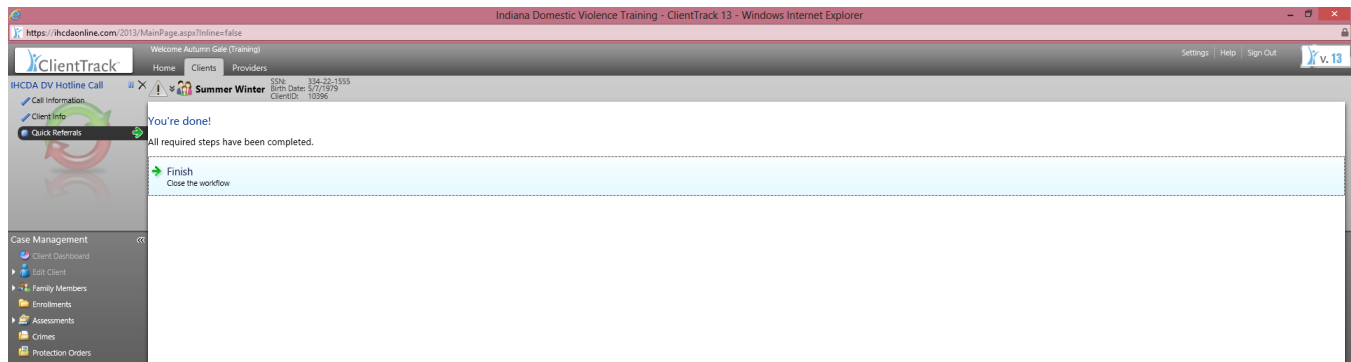 Indiana Domestic Violence Training - ClientTrack 13 - Windows Internet Explorer
https://ihcdaonline.com/2013/MainPage.aspx?Inline=false
ClientTrack
Welcome Autumn Gale (Training)
Settings | Help | Sign Out
v. 13
Home Clients Providers
IHCDA DV Hotline Call
Summer Winter
SSN: 334-22-1555
Birth Date: 5/7/1979
ClientID: 10396
Call Information
Client Info
Quick Referrals
You're done!
All required steps have been completed.
Finish
Close the workflow
Case Management
Client Dashboard
Edit Client
Family Members
Enrollments
Assessments
Crimes
Protection Orders